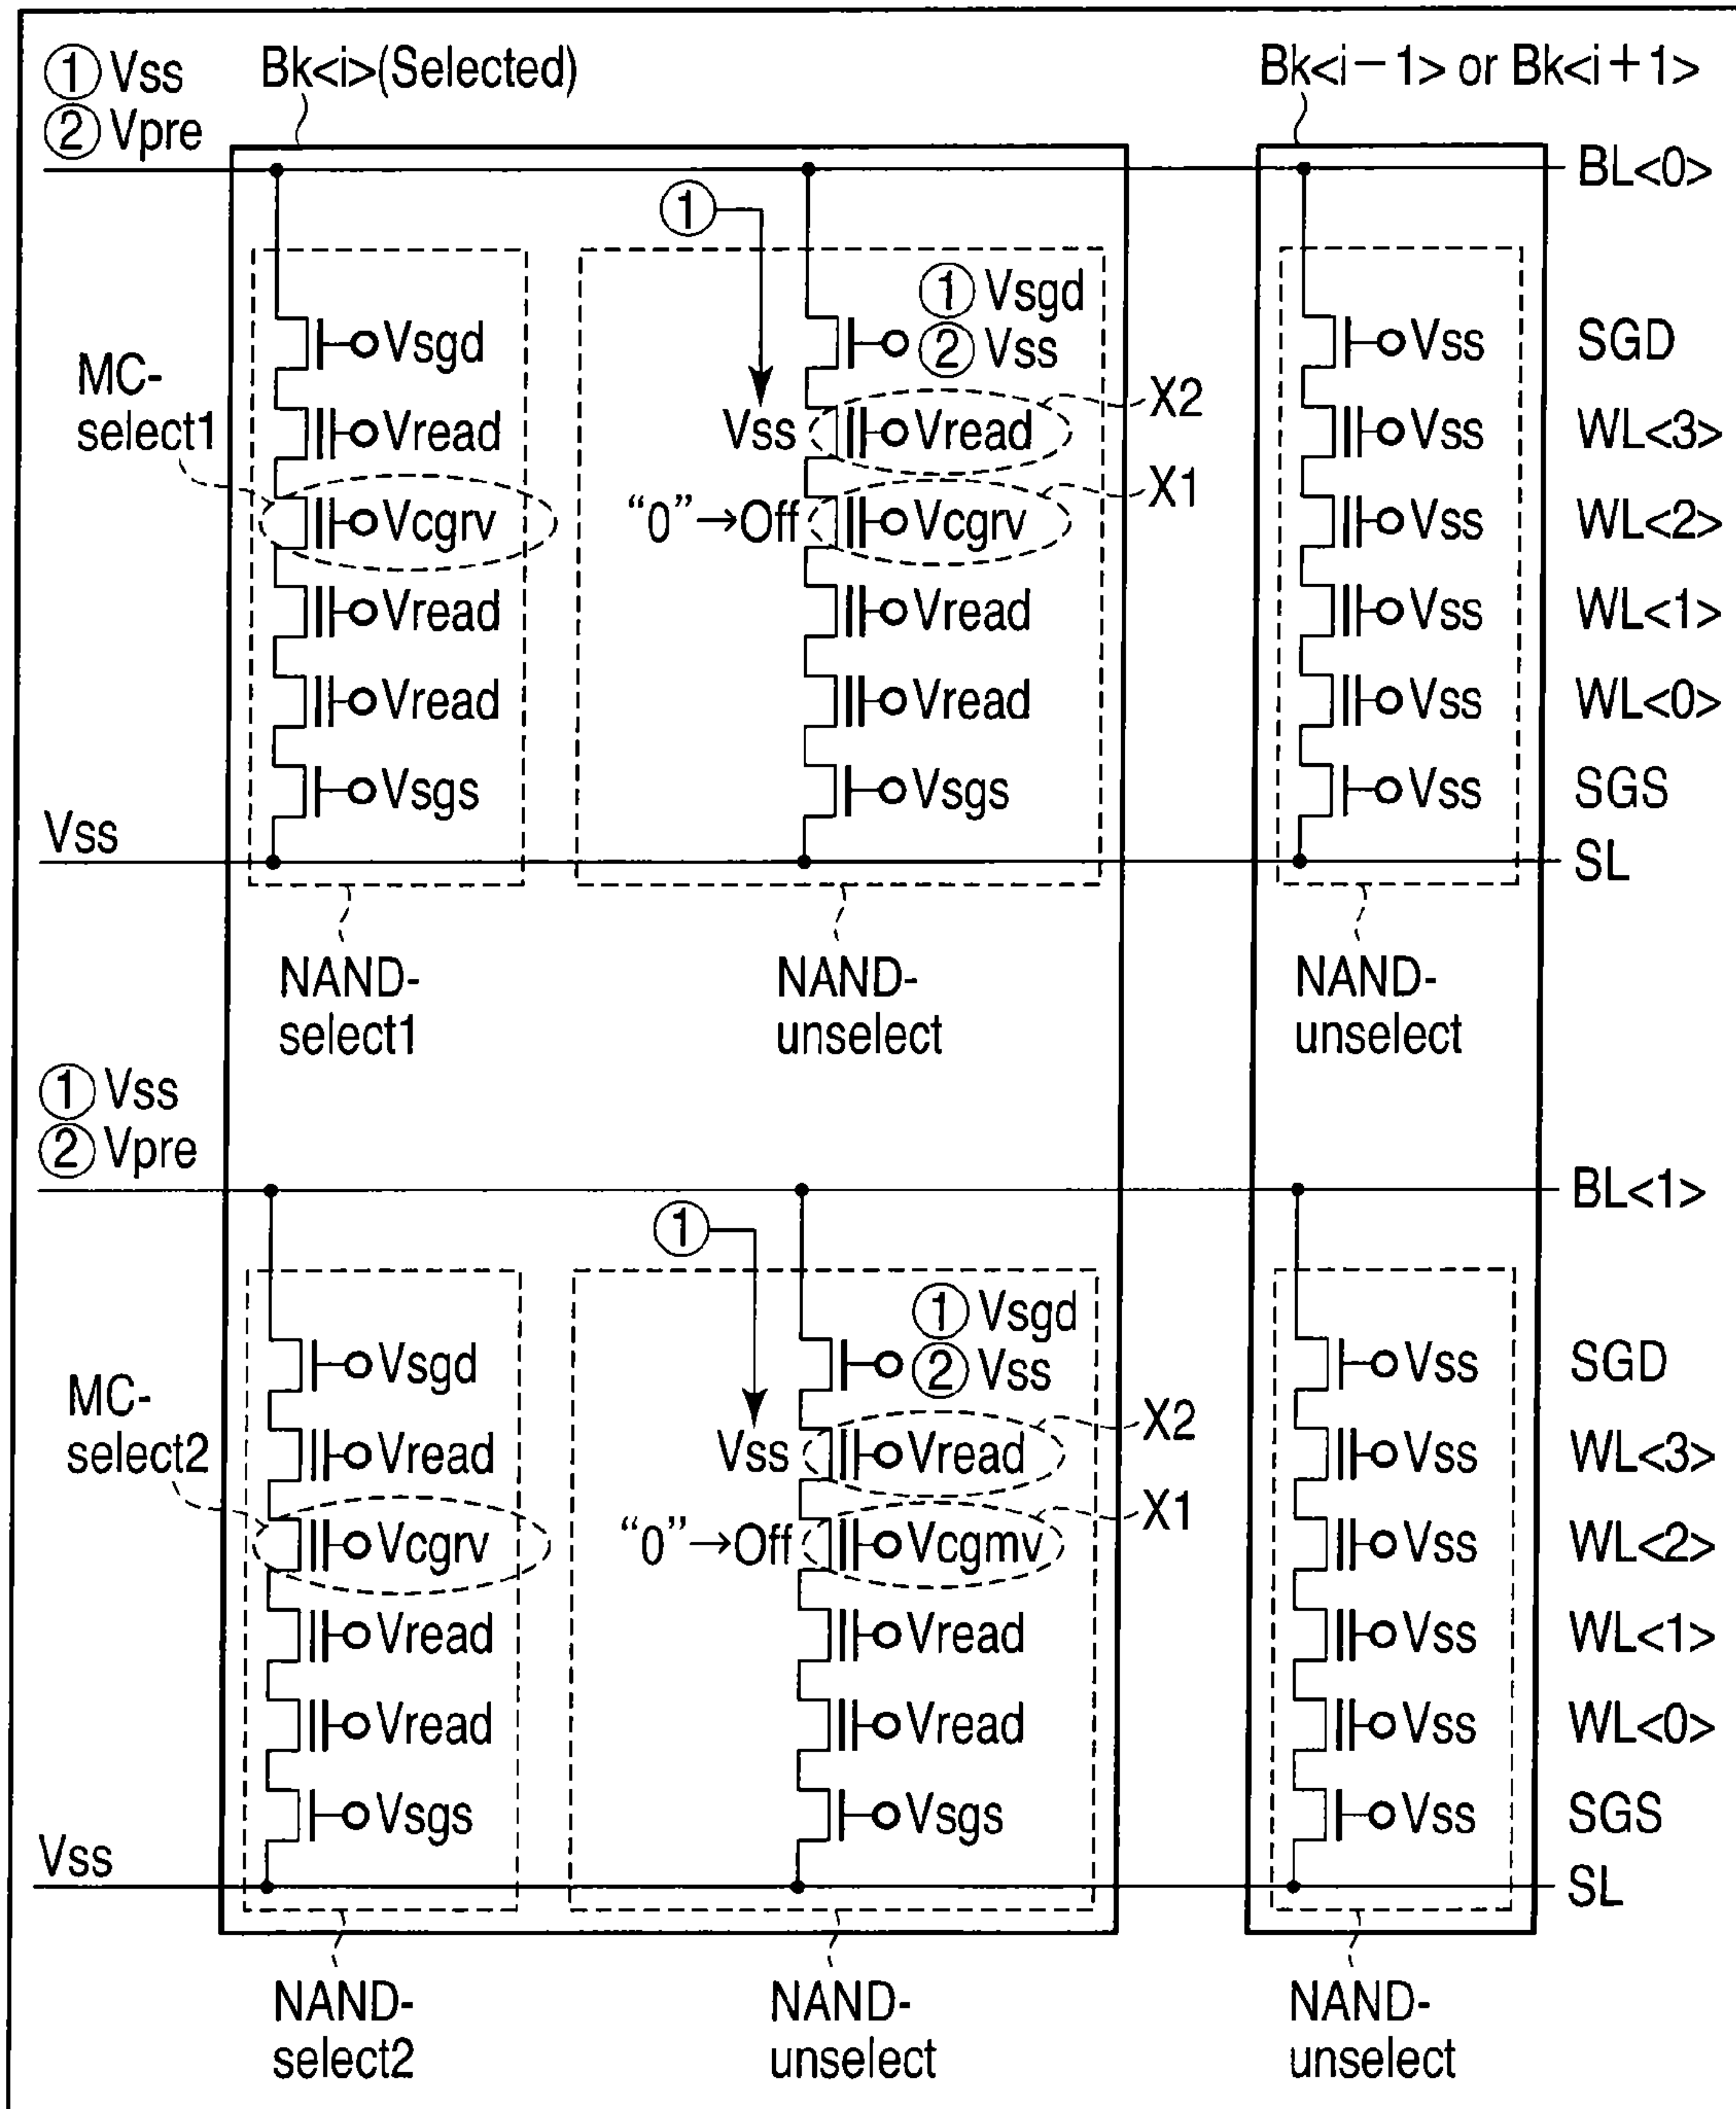 ① Vss
② Vpre
Bk<i>(Selected)
Bk<i−1> or Bk<i+1>
BL<0>
①
① Vsgd
② Vss
Vsgd
Vss
SGD
MC-
select1
Vread
Vss
Vread
X2
Vss
WL<3>
Vcgrv
“0”→Off
Vcgrv
X1
Vss
WL<2>
Vread
Vread
Vss
WL<1>
Vread
Vread
Vss
WL<0>
Vsgs
Vsgs
Vss
SGS
Vss
SL
NAND-
select1
NAND-
unselect
NAND-
unselect
① Vss
② Vpre
BL<1>
①
① Vsgd
② Vss
Vsgd
Vss
SGD
MC-
select2
Vread
Vss
Vread
X2
Vss
WL<3>
Vcgrv
“0”→Off
Vcgmv
X1
Vss
WL<2>
Vread
Vread
Vss
WL<1>
Vread
Vread
Vss
WL<0>
Vsgs
Vsgs
Vss
SGS
Vss
SL
NAND-
select2
NAND-
unselect
NAND-
unselect